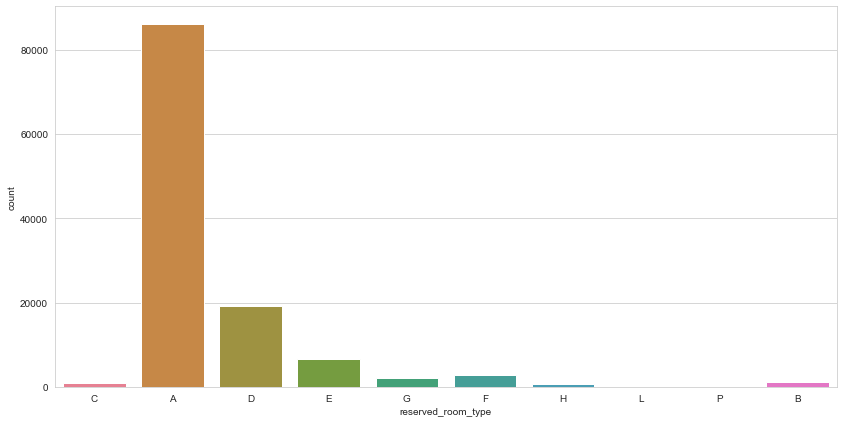 80000
60000
40000
20000
0
count
C A D E G F H L P B
reserved_room_type